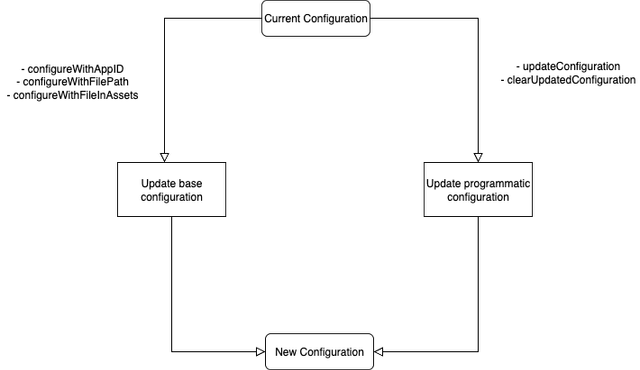 Current Configuration
- configureWithAppID
- configureWithFilePath
- configureWithFileInAssets
- updateConfiguration
- clearUpdatedConfiguration
Update base
configuration
Update programmatic
configuration
New Configuration